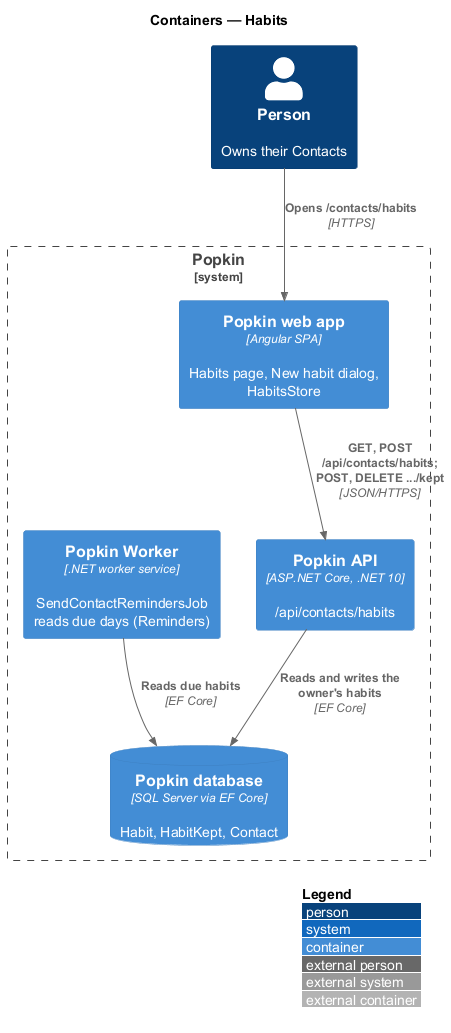 Containers — Habits
Person
Owns their Contacts
Opens /contacts/habits
[HTTPS]
Popkin
[system]
Popkin web app
[Angular SPA]
Habits page, New habit dialog,
HabitsStore
GET, POST
/api/contacts/habits;
POST, DELETE .../kept
[JSON/HTTPS]
Popkin Worker
[.NET worker service]
SendContactRemindersJob
reads due days (Reminders)
Popkin API
[ASP.NET Core, .NET 10]
/api/contacts/habits
Reads due habits
[EF Core]
Reads and writes the
owner's habits
[EF Core]
Popkin database
[SQL Server via EF Core]
Habit, HabitKept, Contact
Legend
person
system
container
external person
external system
external container